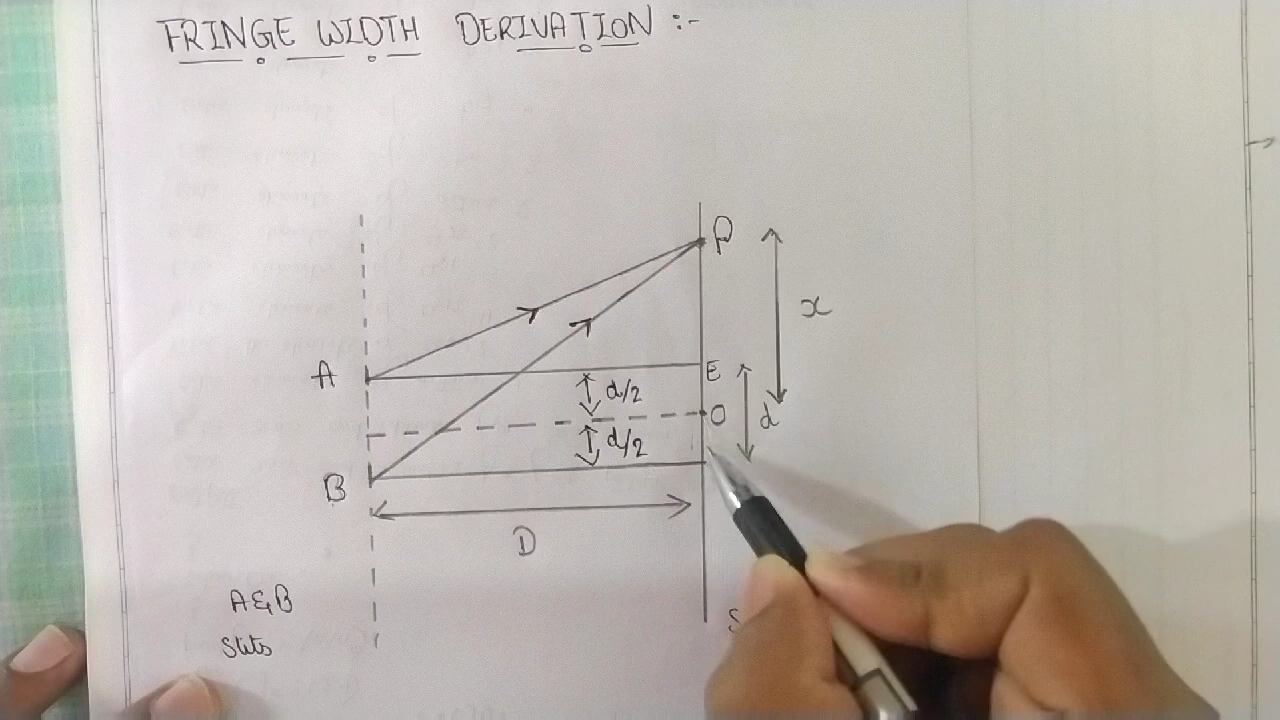 FRINGE WIDTH DERIVATION :-
P
x
A
E
d/2
O
d
d/2
B
D
A & B
Slits
S